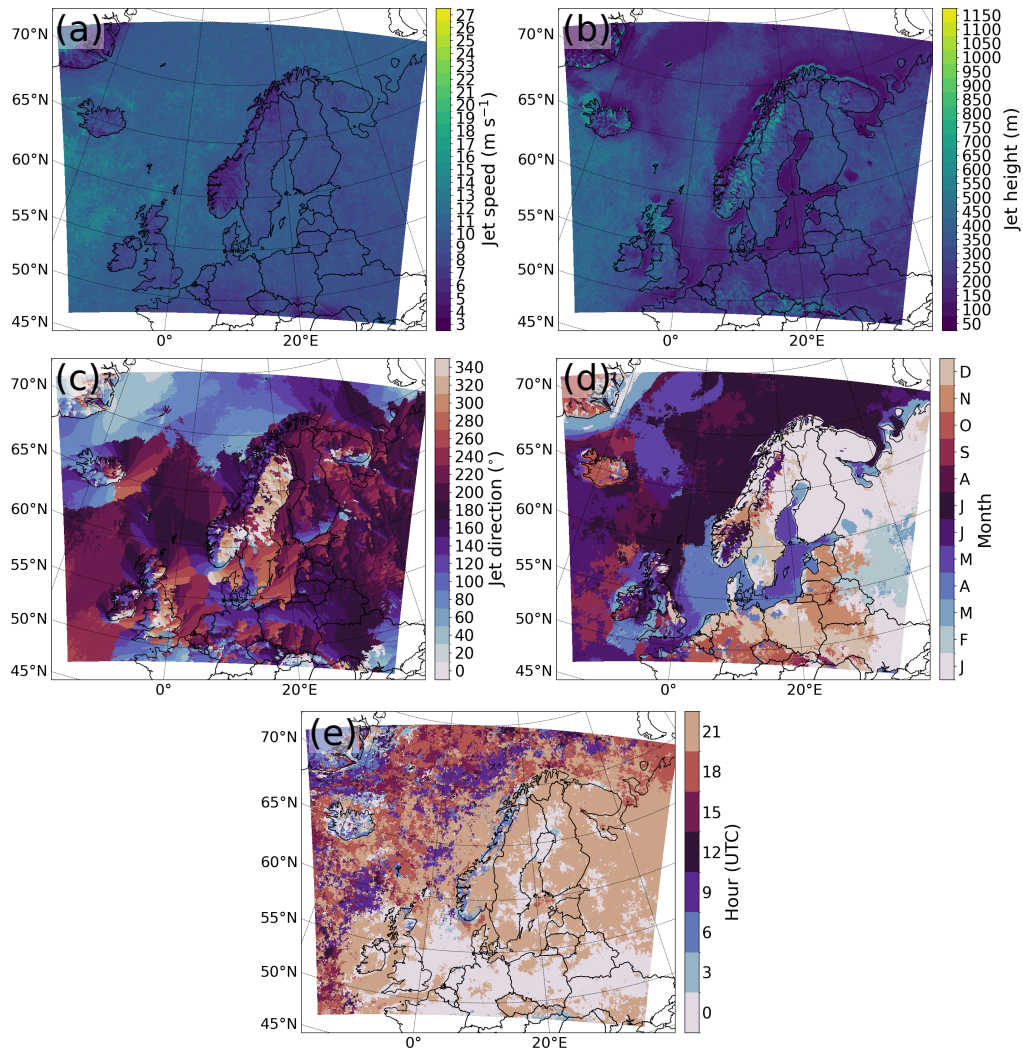 (a)
70°N
65°N
60°N
55°N
50°N
45°N
0°
20°E
27
26
25
24
23
22
21
20
19
18
17
16
15
14
13
12
11
10
9
8
7
6
5
4
3
Jet speed (m s⁻¹)
(b)
70°N
65°N
60°N
55°N
50°N
45°N
0°
20°E
1150
1100
1050
1000
950
900
850
800
750
700
650
600
550
500
450
400
350
300
250
200
150
100
50
Jet height (m)
(c)
70°N
65°N
60°N
55°N
50°N
45°N
0°
20°E
340
320
300
280
260
240
220
200
180
160
140
120
100
80
60
40
20
0
Jet direction (°)
(d)
70°N
65°N
60°N
55°N
50°N
45°N
0°
20°E
D
N
O
S
A
J
J
M
A
M
F
J
Month
(e)
70°N
65°N
60°N
55°N
50°N
45°N
0°
20°E
21
18
15
12
9
6
3
0
Hour (UTC)